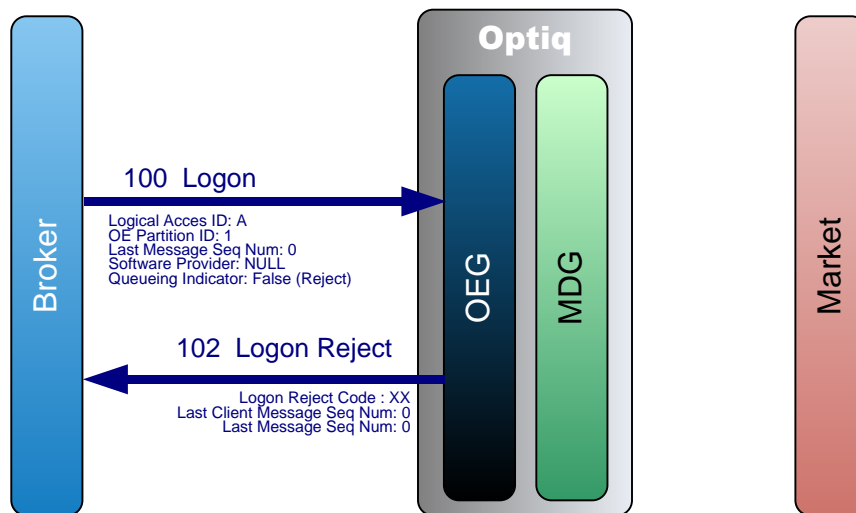 Optiq
Broker
100 Logon
Logical Acces ID: A
OE Partition ID: 1
Last Message Seq Num: 0
Software Provider: NULL
Queueing Indicator: False (Reject)
102 Logon Reject
Logon Reject Code : XX
Last Client Message Seq Num: 0
Last Message Seq Num: 0
OEG
MDG
Market